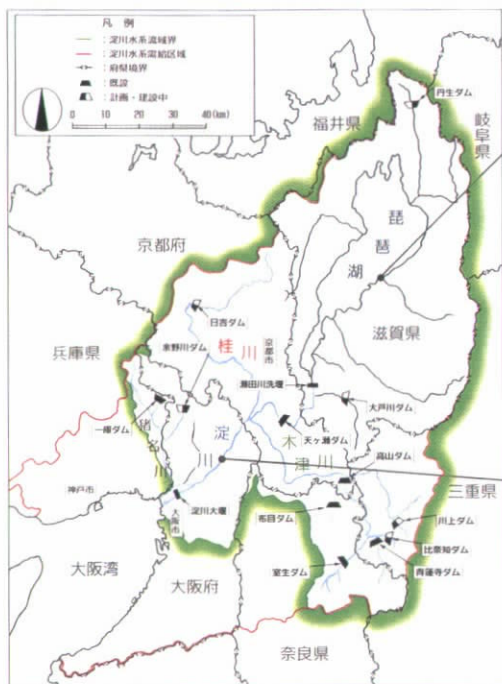 凡　例
：淀川水系流域界
：淀川水系需給区域
：府県境界
：既設
：計画・建設中
0 10 20 30 40(km)
丹生ダム
福井県
岐阜県
京都府
琵琶湖
滋賀県
日吉ダム
兵庫県
余野川ダム
桂川
京都市
瀬田川洗堰
大戸川ダム
一庫ダム
猪名川
淀川
木津川
天ヶ瀬ダム
高山ダム
神戸市
三重県
大阪市
淀川大堰
布目ダム
川上ダム
比奈知ダム
青蓮寺ダム
室生ダム
大阪湾
大阪府
奈良県